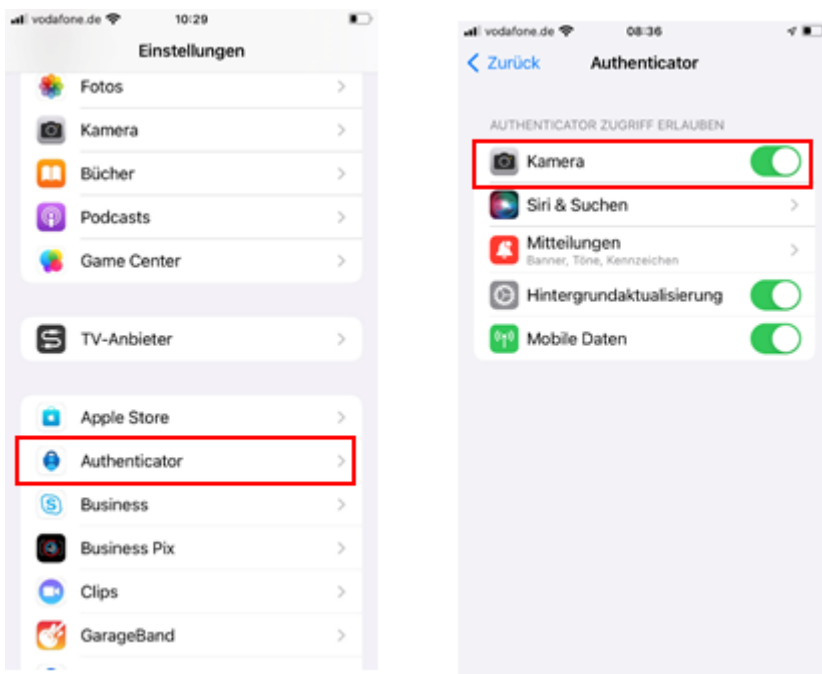 vodafone.de 10:29
Einstellungen
Fotos
Kamera
Bücher
Podcasts
Game Center
TV-Anbieter
Apple Store
Authenticator
Business
Business Pix
Clips
GarageBand
vodafone.de 08:36
Zurück Authenticator
AUTHENTICATOR ZUGRIFF ERLAUBEN
Kamera
Siri & Suchen
Mitteilungen
Banner, Töne, Kennzeichen
Hintergrundaktualisierung
Mobile Daten